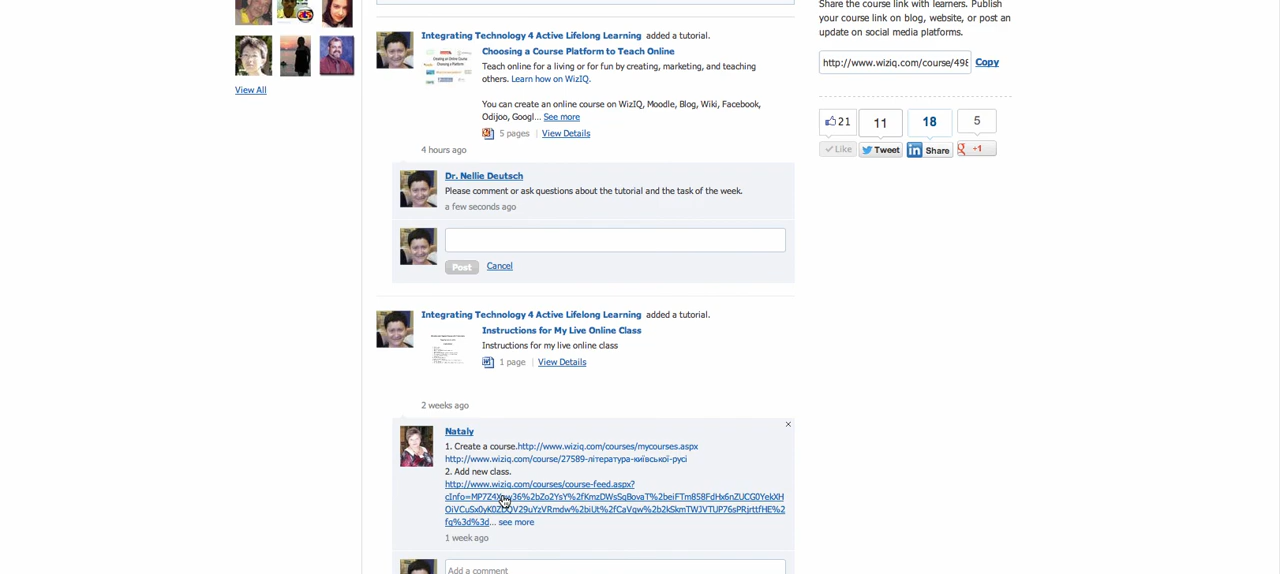 Share the course link with learners. Publish
your course link on blog, website, or post an
update on social media platforms.
http://www.wiziq.com/course/498
Copy
21
11
18
5
Like
Tweet
Share
+1
View All
Integrating Technology 4 Active Lifelong Learning added a tutorial.
Choosing a Course Platform to Teach Online
Teach online for a living or for fun by creating, marketing, and teaching
others. Learn how on WizIQ.
You can create an online course on WizIQ, Moodle, Blog, Wiki, Facebook,
Odijoo, Googl... See more
5 pages | View Details
4 hours ago
Dr. Nellie Deutsch
Please comment or ask questions about the tutorial and the task of the week.
a few seconds ago
Post Cancel
Integrating Technology 4 Active Lifelong Learning added a tutorial.
Instructions for My Live Online Class
Instructions for my live online class
1 page | View Details
2 weeks ago
Nataly
1. Create a course.http://www.wiziq.com/courses/mycourses.aspx
http://www.wiziq.com/course/27589-література-київської-русі
2. Add new class.
http://www.wiziq.com/courses/course-feed.aspx?
fg%3d%3d... see more
1 week ago
Add a comment